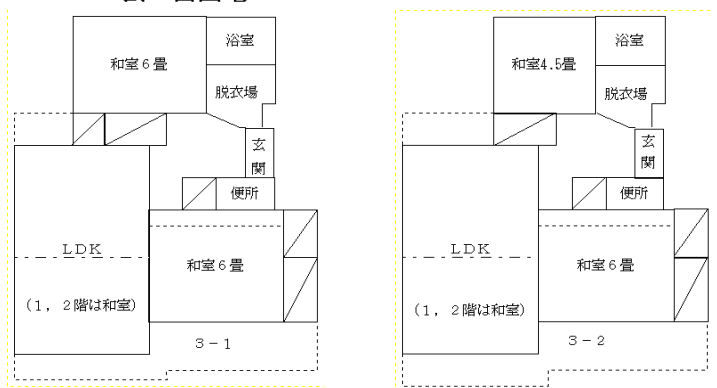 浴室
和室６畳
脱衣場
玄
関
便所
ＬＤＫ
和室６畳
(１，２階は和室)
３－１
浴室
和室4.5畳
脱衣場
玄
関
便所
ＬＤＫ
和室６畳
(１，２階は和室)
３－２